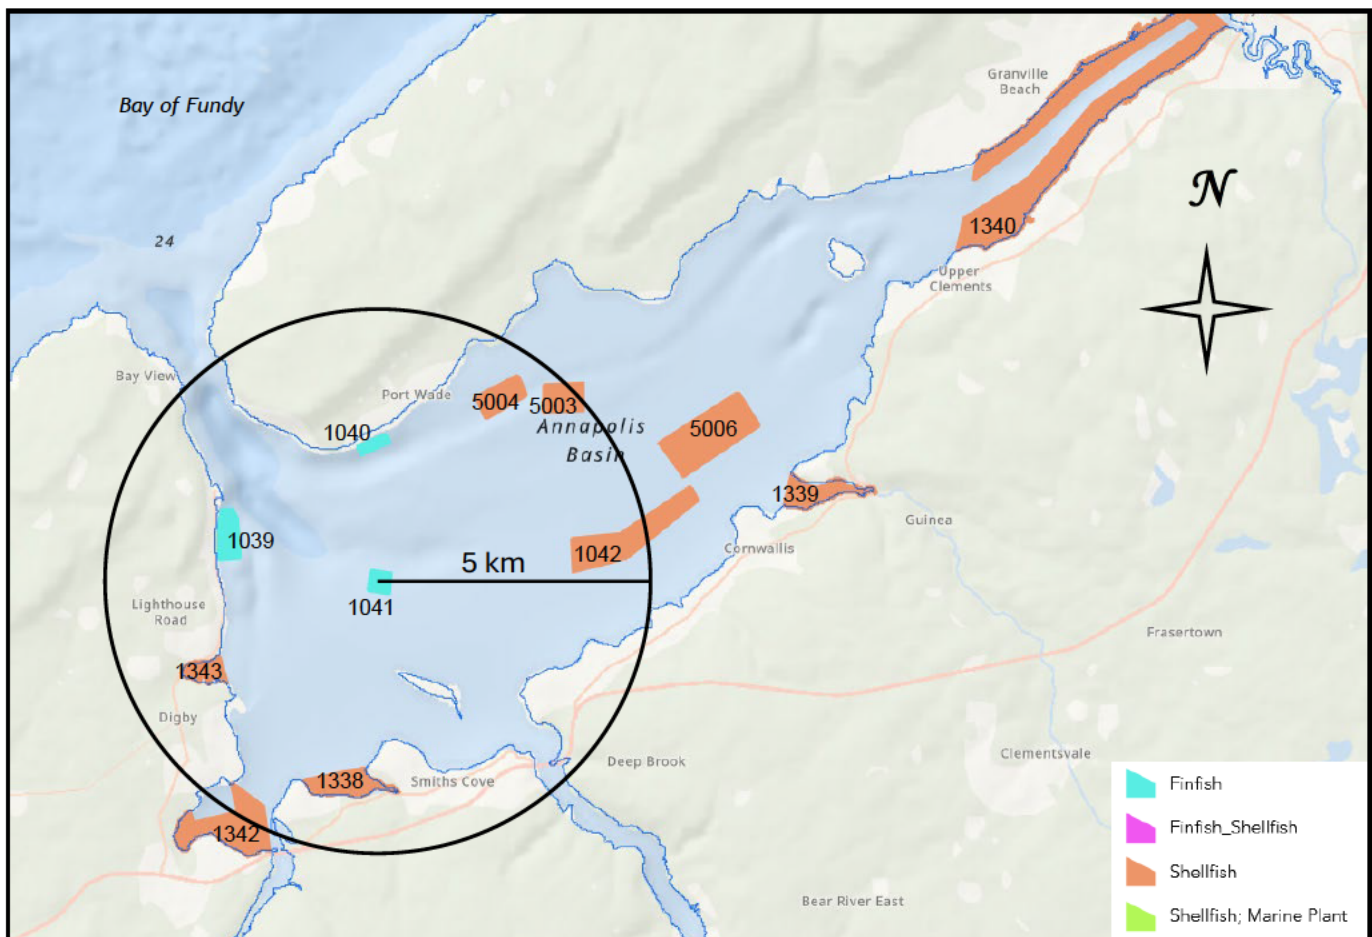 Bay of Fundy
Granville
Beach
N
24
1340
Upper
Clements
Bay View
Port Wade
5004
5003
1040
Annapolis
Basin
5006
1339
Guinea
1039
1042
Cornwallis
5 km
1041
Lighthouse
Road
Frasertown
1343
Digby
Clementsvale
Deep Brook
1338
Smiths Cove
1342
Bear River East
Finfish
Finfish_Shellfish
Shellfish
Shellfish; Marine Plant